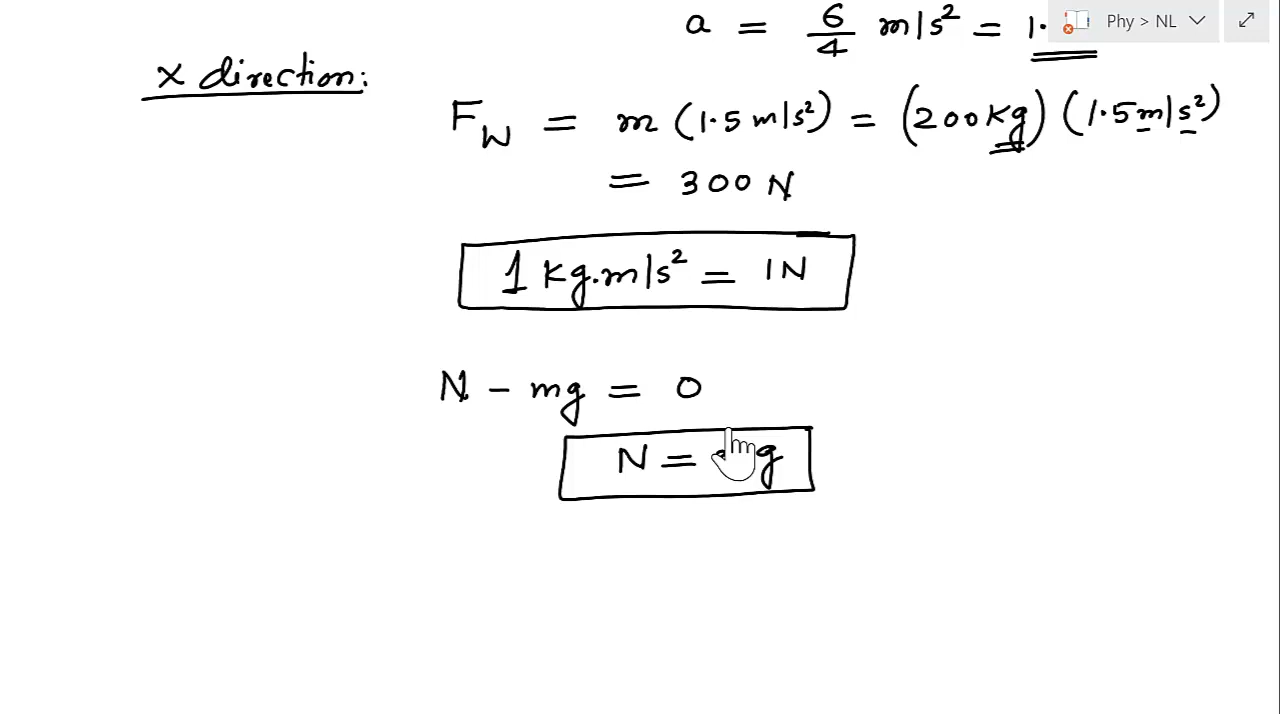 a = 6/4 m/s² = 1.
Phy > NL
x direction:
F_W = m (1.5 m/s²) = (200 Kg) (1.5 m/s²)
= 300 N
1 Kg.m/s² = 1N
N - mg = 0
N = g